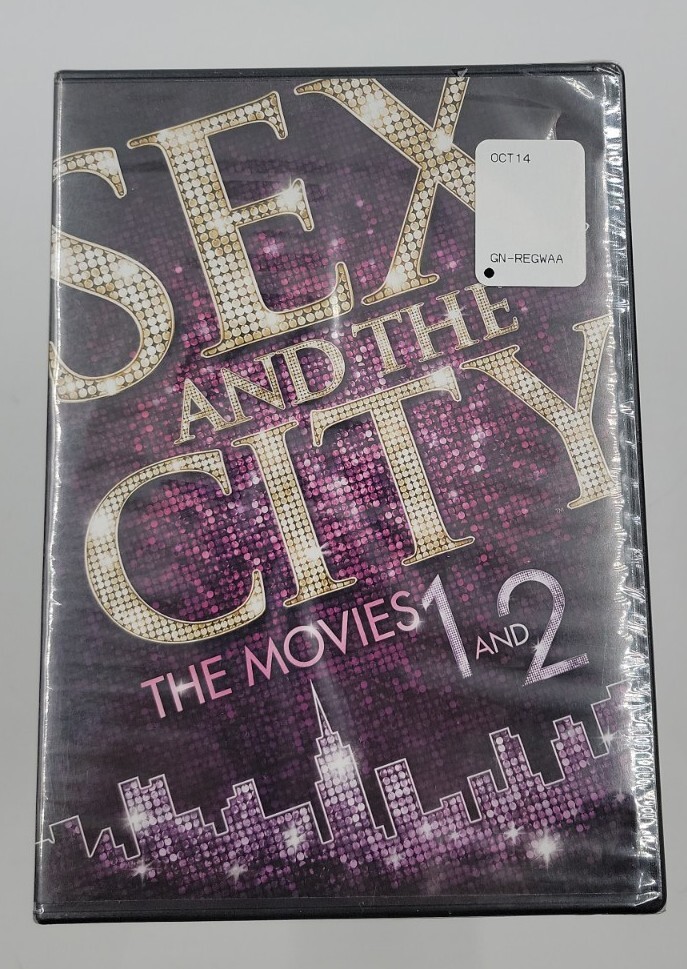 SEX
AND THE
CITY
THE MOVIES 1 AND 2
OCT14
GN-REGWAA